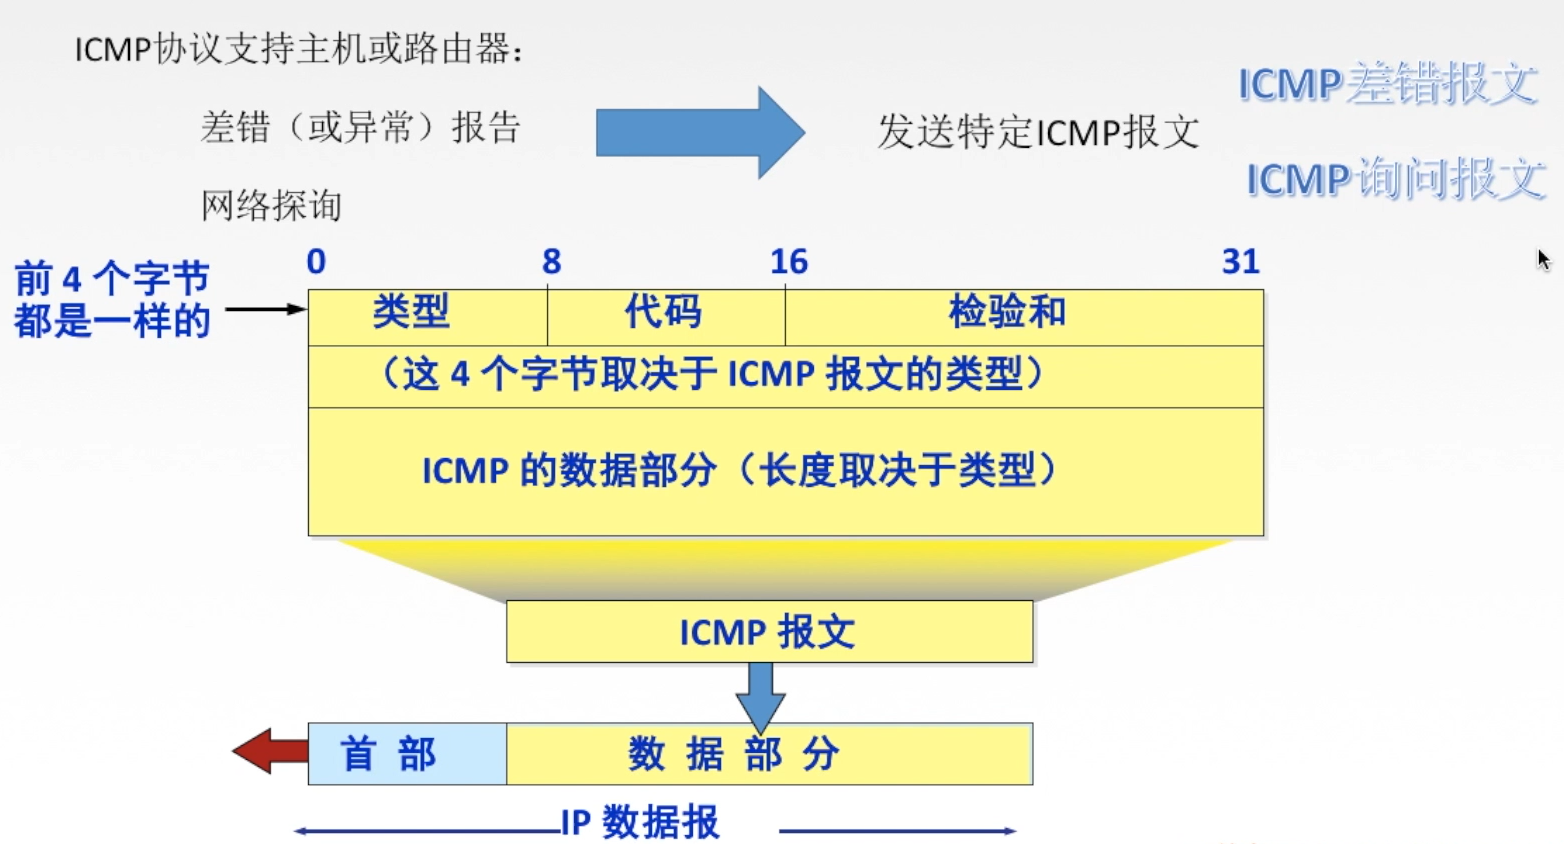 ICMP协议支持主机或路由器：
差错（或异常）报告
网络探询
发送特定ICMP报文
ICMP差错报文
ICMP询问报文
0 8 16 31
前 4 个字节
都是一样的
类型 代码 检验和
（这 4 个字节取决于 ICMP 报文的类型）
ICMP 的数据部分（长度取决于类型）
ICMP 报文
首 部 数 据 部 分
IP 数据报